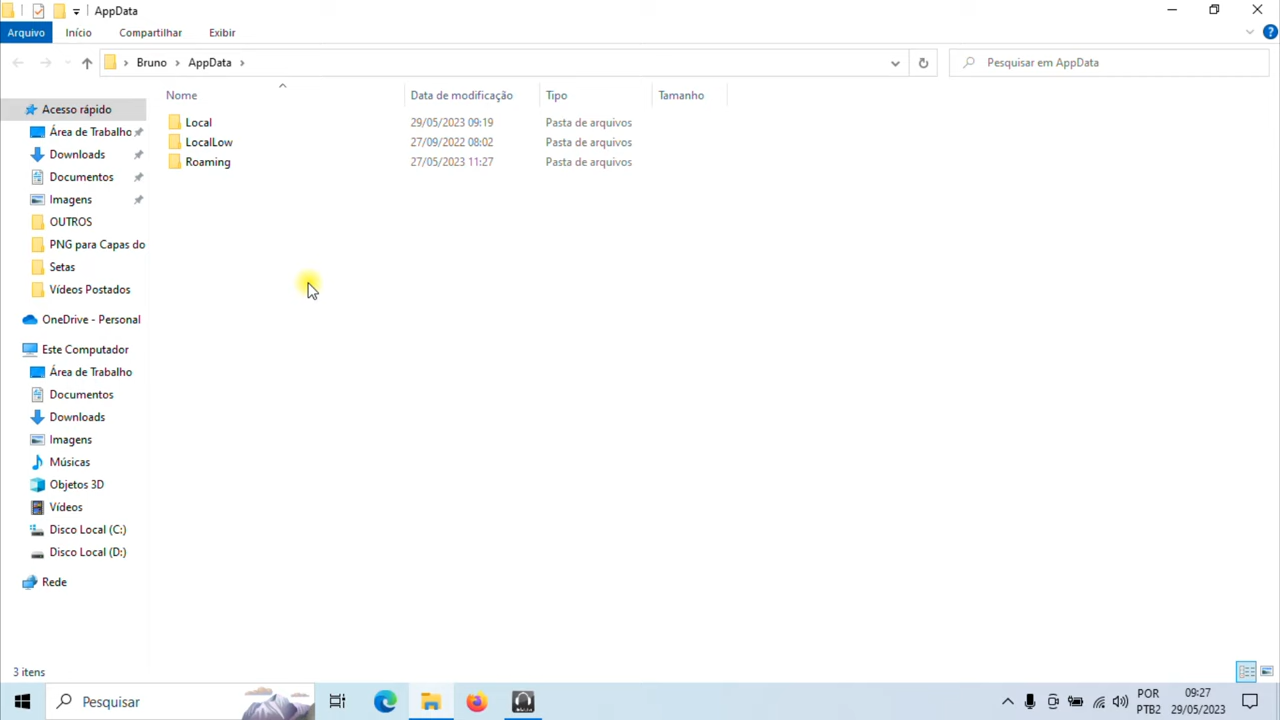 AppData
Arquivo Início Compartilhar Exibir
Bruno AppData
Pesquisar em AppData
Nome Data de modificação Tipo Tamanho
Local 29/05/2023 09:19 Pasta de arquivos
LocalLow 27/09/2022 08:02 Pasta de arquivos
Roaming 27/05/2023 11:27 Pasta de arquivos
Acesso rápido
Área de Trabalho
Downloads
Documentos
Imagens
OUTROS
PNG para Capas do
Setas
Vídeos Postados
OneDrive - Personal
Este Computador
Área de Trabalho
Documentos
Downloads
Imagens
Músicas
Objetos 3D
Vídeos
Disco Local (C:)
Disco Local (D:)
Rede
3 itens
Pesquisar
POR
PTB2
09:27
29/05/2023